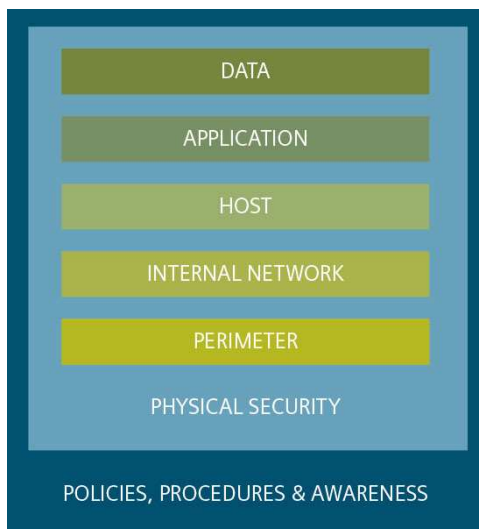 DATA
APPLICATION
HOST
INTERNAL NETWORK
PERIMETER
PHYSICAL SECURITY
POLICIES, PROCEDURES & AWARENESS